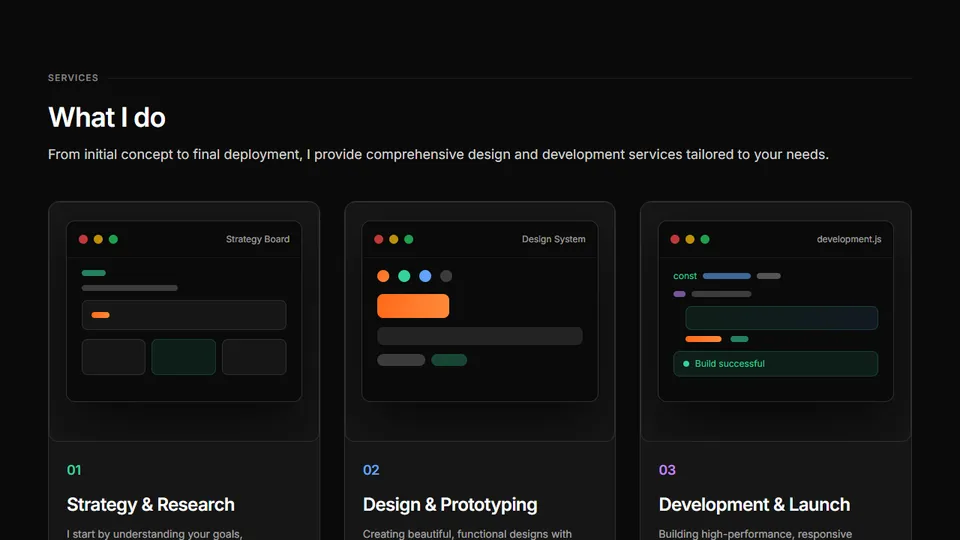 SERVICES
What I do
From initial concept to final deployment, I provide comprehensive design and development services tailored to your needs.
Strategy Board
Design System
development.js
const
Build successful
01
02
03
Strategy & Research
Design & Prototyping
Development & Launch
I start by understanding your goals,
Creating beautiful, functional designs with
Building high-performance, responsive